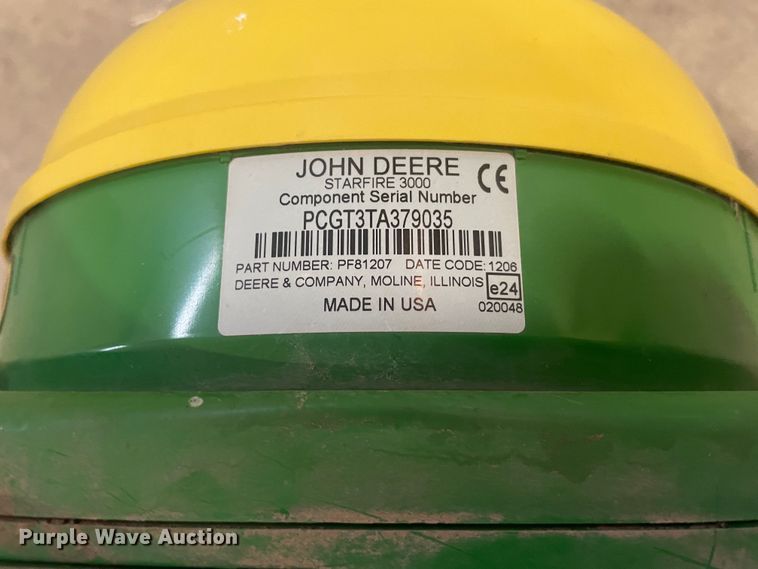 JOHN DEERE
STARFIRE 3000
CE
Component Serial Number
PCGT3TA379035
PART NUMBER: PF81207 DATE CODE: 1206
DEERE & COMPANY, MOLINE, ILLINOIS
e24
020048
MADE IN USA
Purple Wave Auction